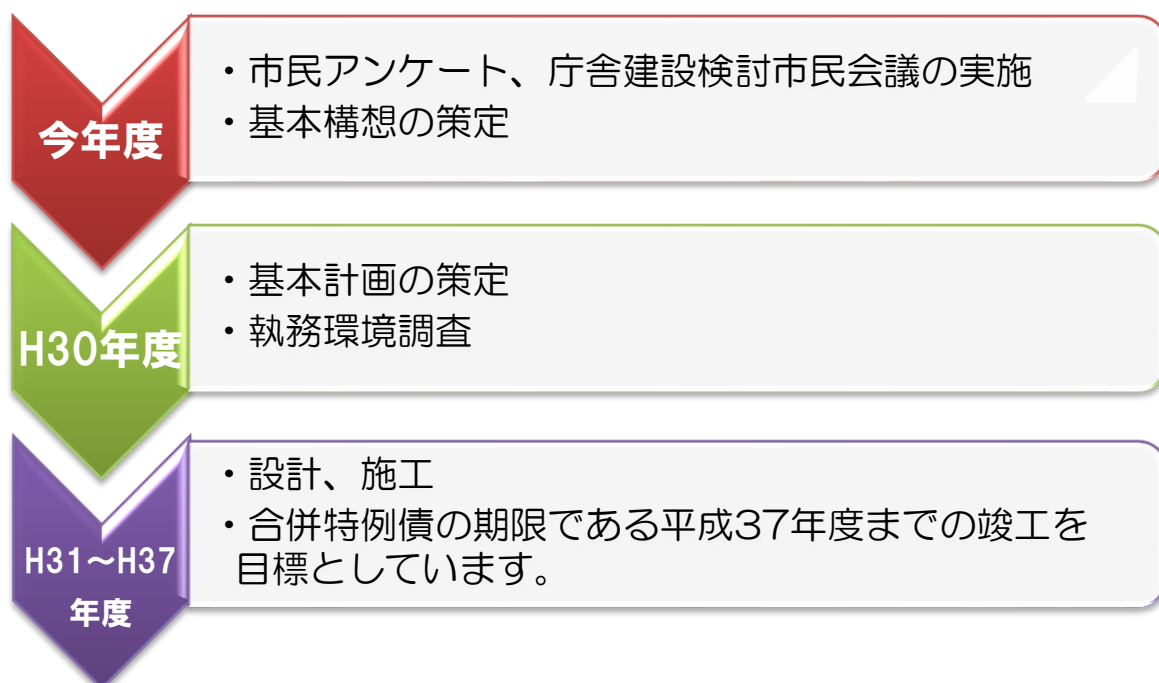 今年度
・市民アンケート、庁舎建設検討市民会議の実施
・基本構想の策定
H30年度
・基本計画の策定
・執務環境調査
H31～H37
年度
・設計、施工
・合併特例債の期限である平成37年度までの竣工を
目標としています。